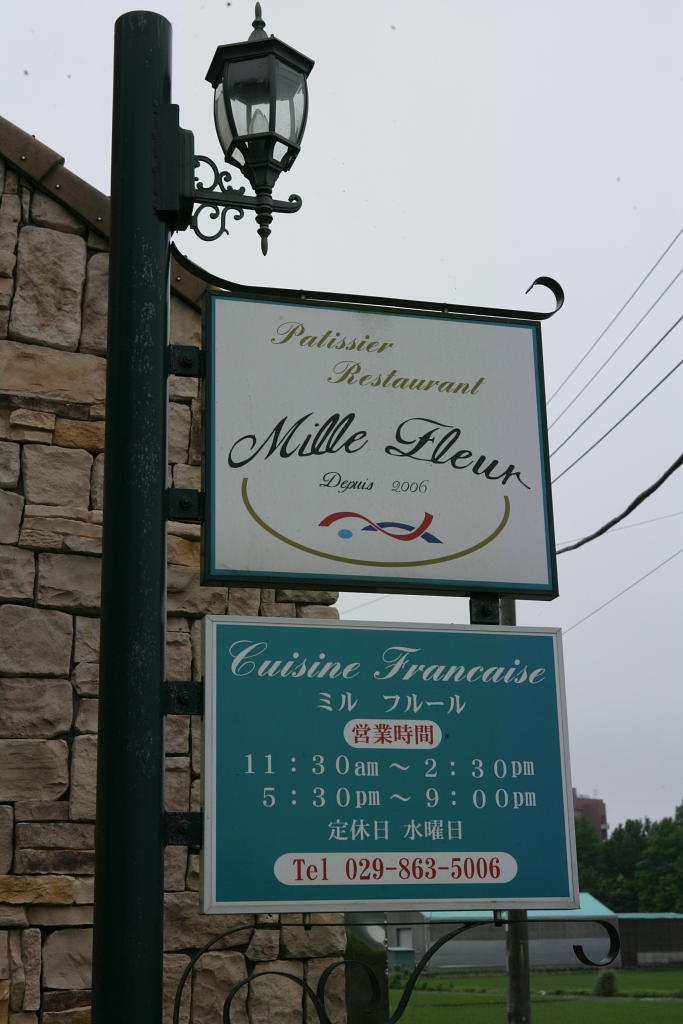 Patissier
Restaurant
Mille Fleur
Depuis 2006
Cuisine Francaise
ミル フルール
営業時間
11:30am～2:30pm
5:30pm～9:00pm
定休日 水曜日
Tel 029-863-5006